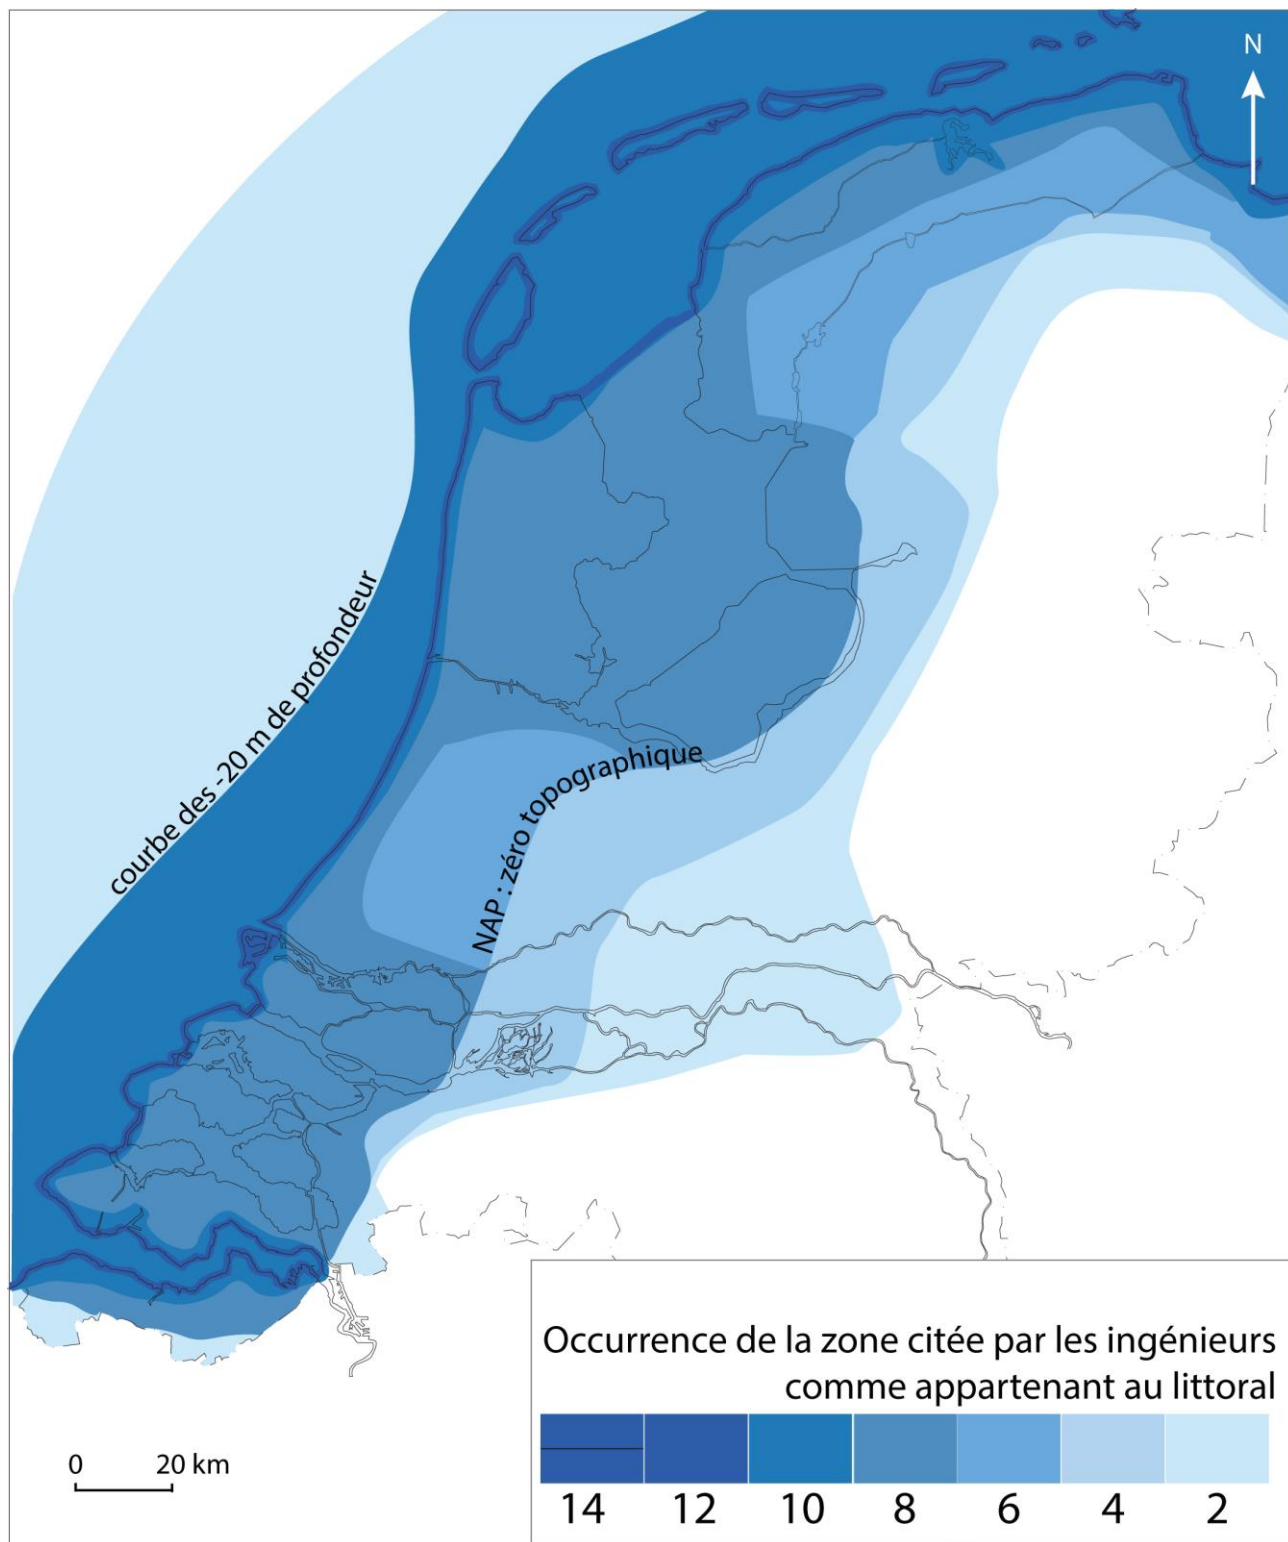 N
courbe des -20 m de profondeur
NAP : zéro topographique
Occurrence de la zone citée par les ingénieurs
comme appartenant au littoral
14 12 10 8 6 4 2
0 20 km